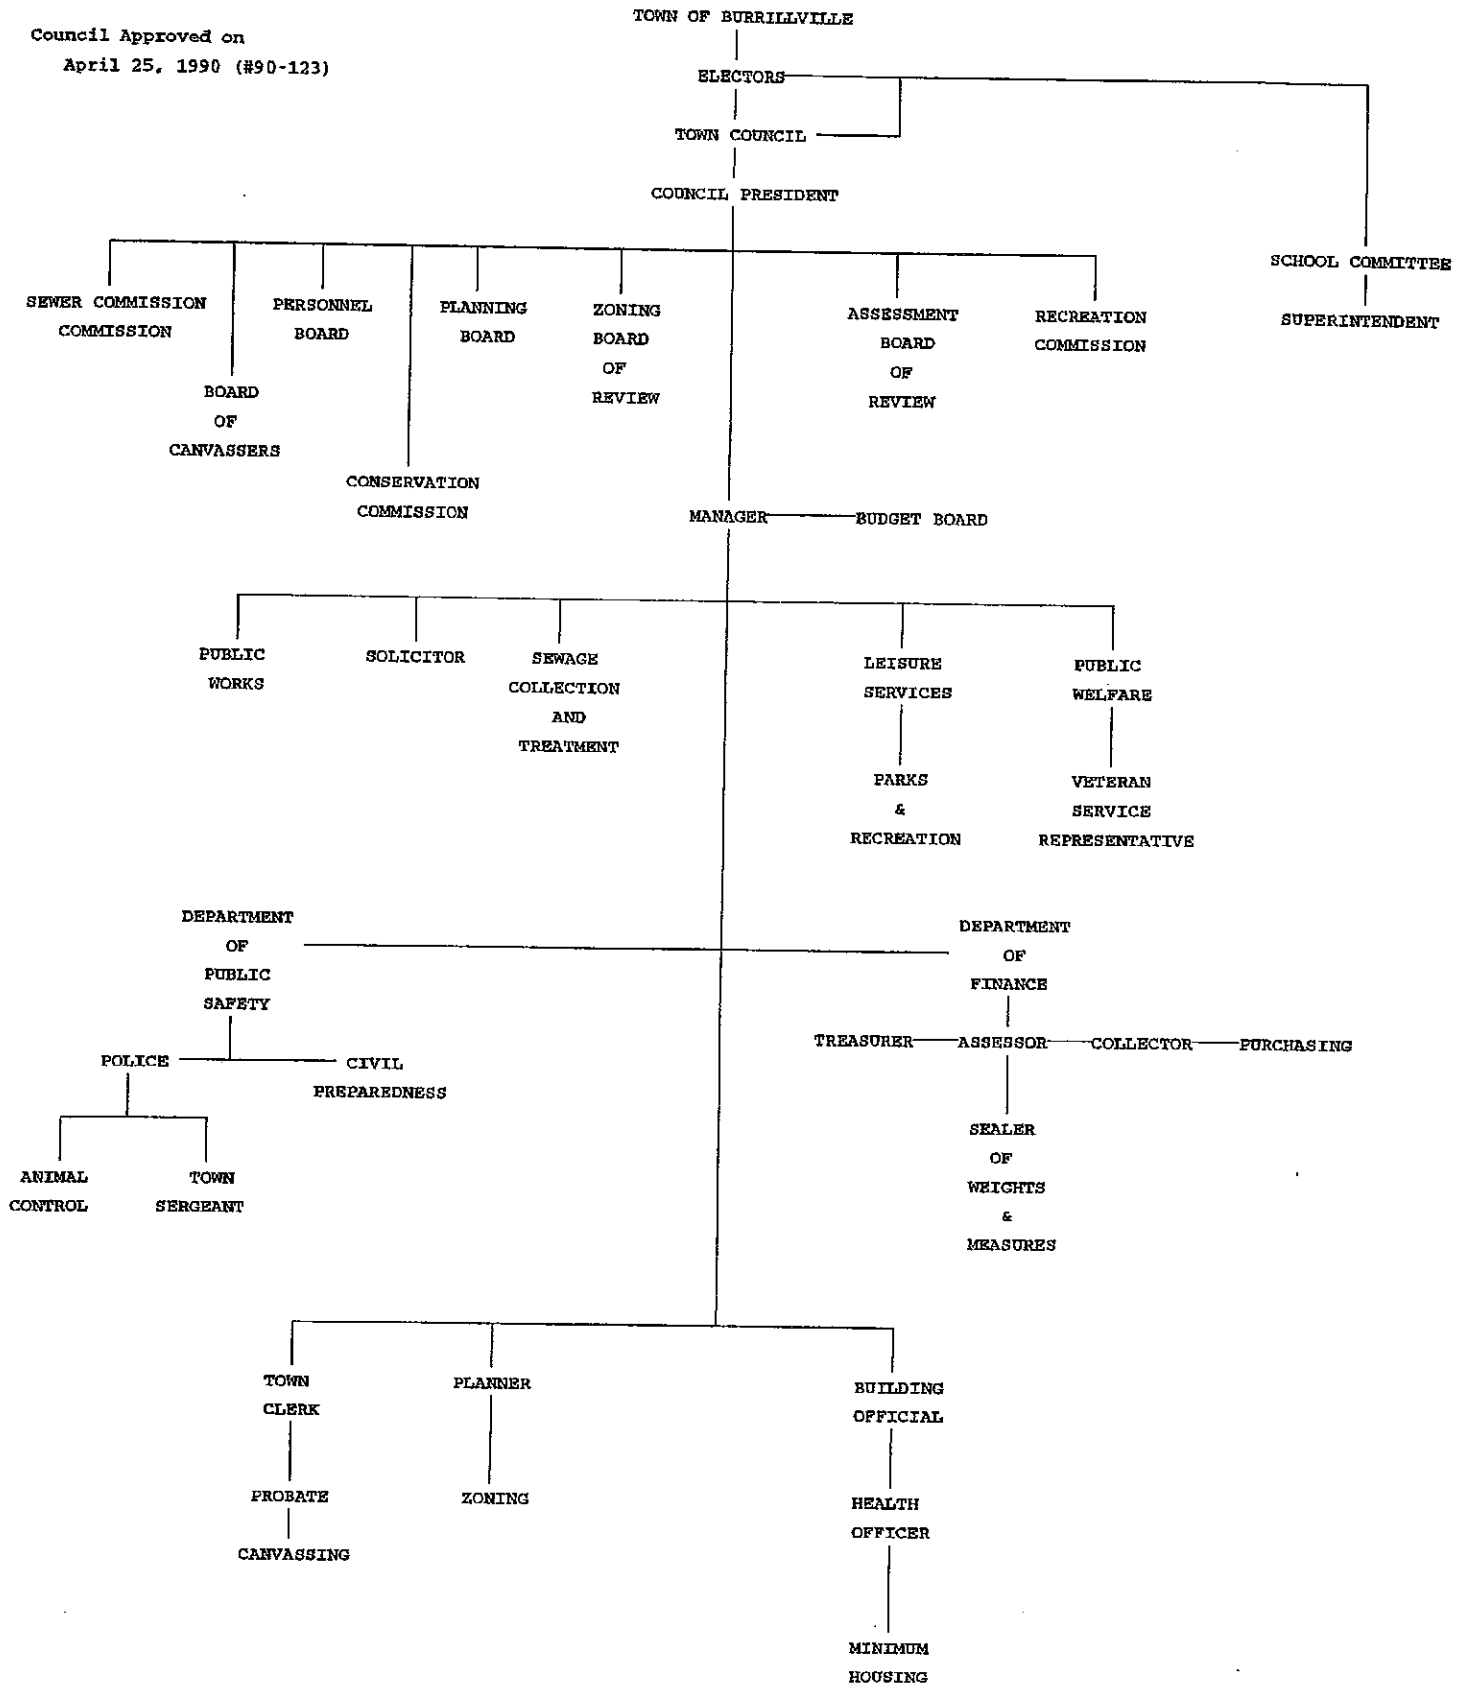 Council Approved on
April 25, 1990 (#90-123)
TOWN OF BURRILLVILLE
ELECTORS
TOWN COUNCIL
COUNCIL PRESIDENT
SCHOOL COMMITTEE
SUPERINTENDENT
SEWER COMMISSION
COMMISSION
BOARD
OF
CANVASSERS
PERSONNEL
BOARD
CONSERVATION
COMMISSION
PLANNING
BOARD
ZONING
BOARD
OF
REVIEW
ASSESSMENT
BOARD
OF
REVIEW
RECREATION
COMMISSION
MANAGER
BUDGET BOARD
PUBLIC
WORKS
SOLICITOR
SEWAGE
COLLECTION
AND
TREATMENT
LEISURE
SERVICES
PARKS
&
RECREATION
PUBLIC
WELFARE
VETERAN
SERVICE
REPRESENTATIVE
DEPARTMENT
OF
PUBLIC
SAFETY
POLICE
CIVIL
PREPAREDNESS
ANIMAL
CONTROL
TOWN
SERGEANT
DEPARTMENT
OF
FINANCE
TREASURER
ASSESSOR
COLLECTOR
PURCHASING
SEALER
OF
WEIGHTS
&
MEASURES
TOWN
CLERK
PROBATE
CANVASSING
PLANNER
ZONING
BUILDING
OFFICIAL
HEALTH
OFFICER
MINIMUM
HOUSING